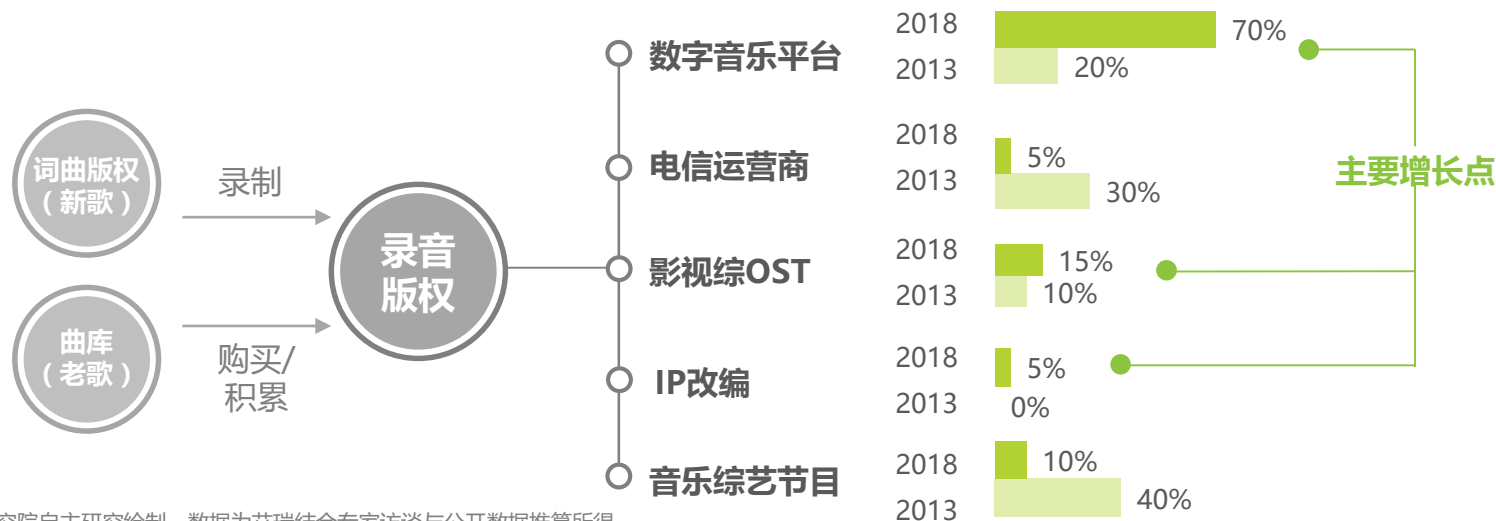 词曲版权
（新歌）
曲库
（老歌）
录制
购买/
积累
录音
版权
数字音乐平台
2018
70%
2013
20%
电信运营商
2018
5%
2013
30%
影视综OST
2018
15%
2013
10%
IP改编
2018
5%
2013
0%
音乐综艺节目
2018
10%
2013
40%
主要增长点